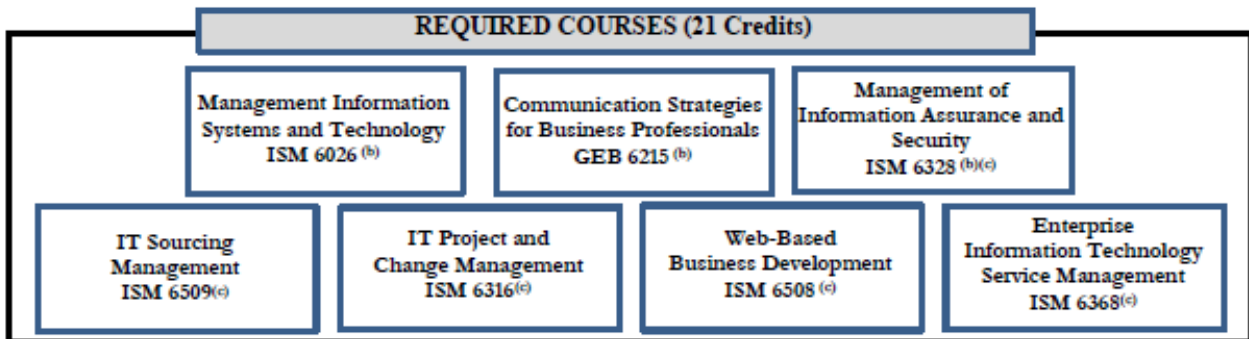 REQUIRED COURSES (21 Credits)
Management Information
Systems and Technology
ISM 6026 (b)
Communication Strategies
for Business Professionals
GEB 6215 (b)
Management of
Information Assurance and
Security
ISM 6328 (b)(c)
IT Sourcing
Management
ISM 6509(c)
IT Project and
Change Management
ISM 6316(c)
Web-Based
Business Development
ISM 6508 (c)
Enterprise
Information Technology
Service Management
ISM 6368(c)